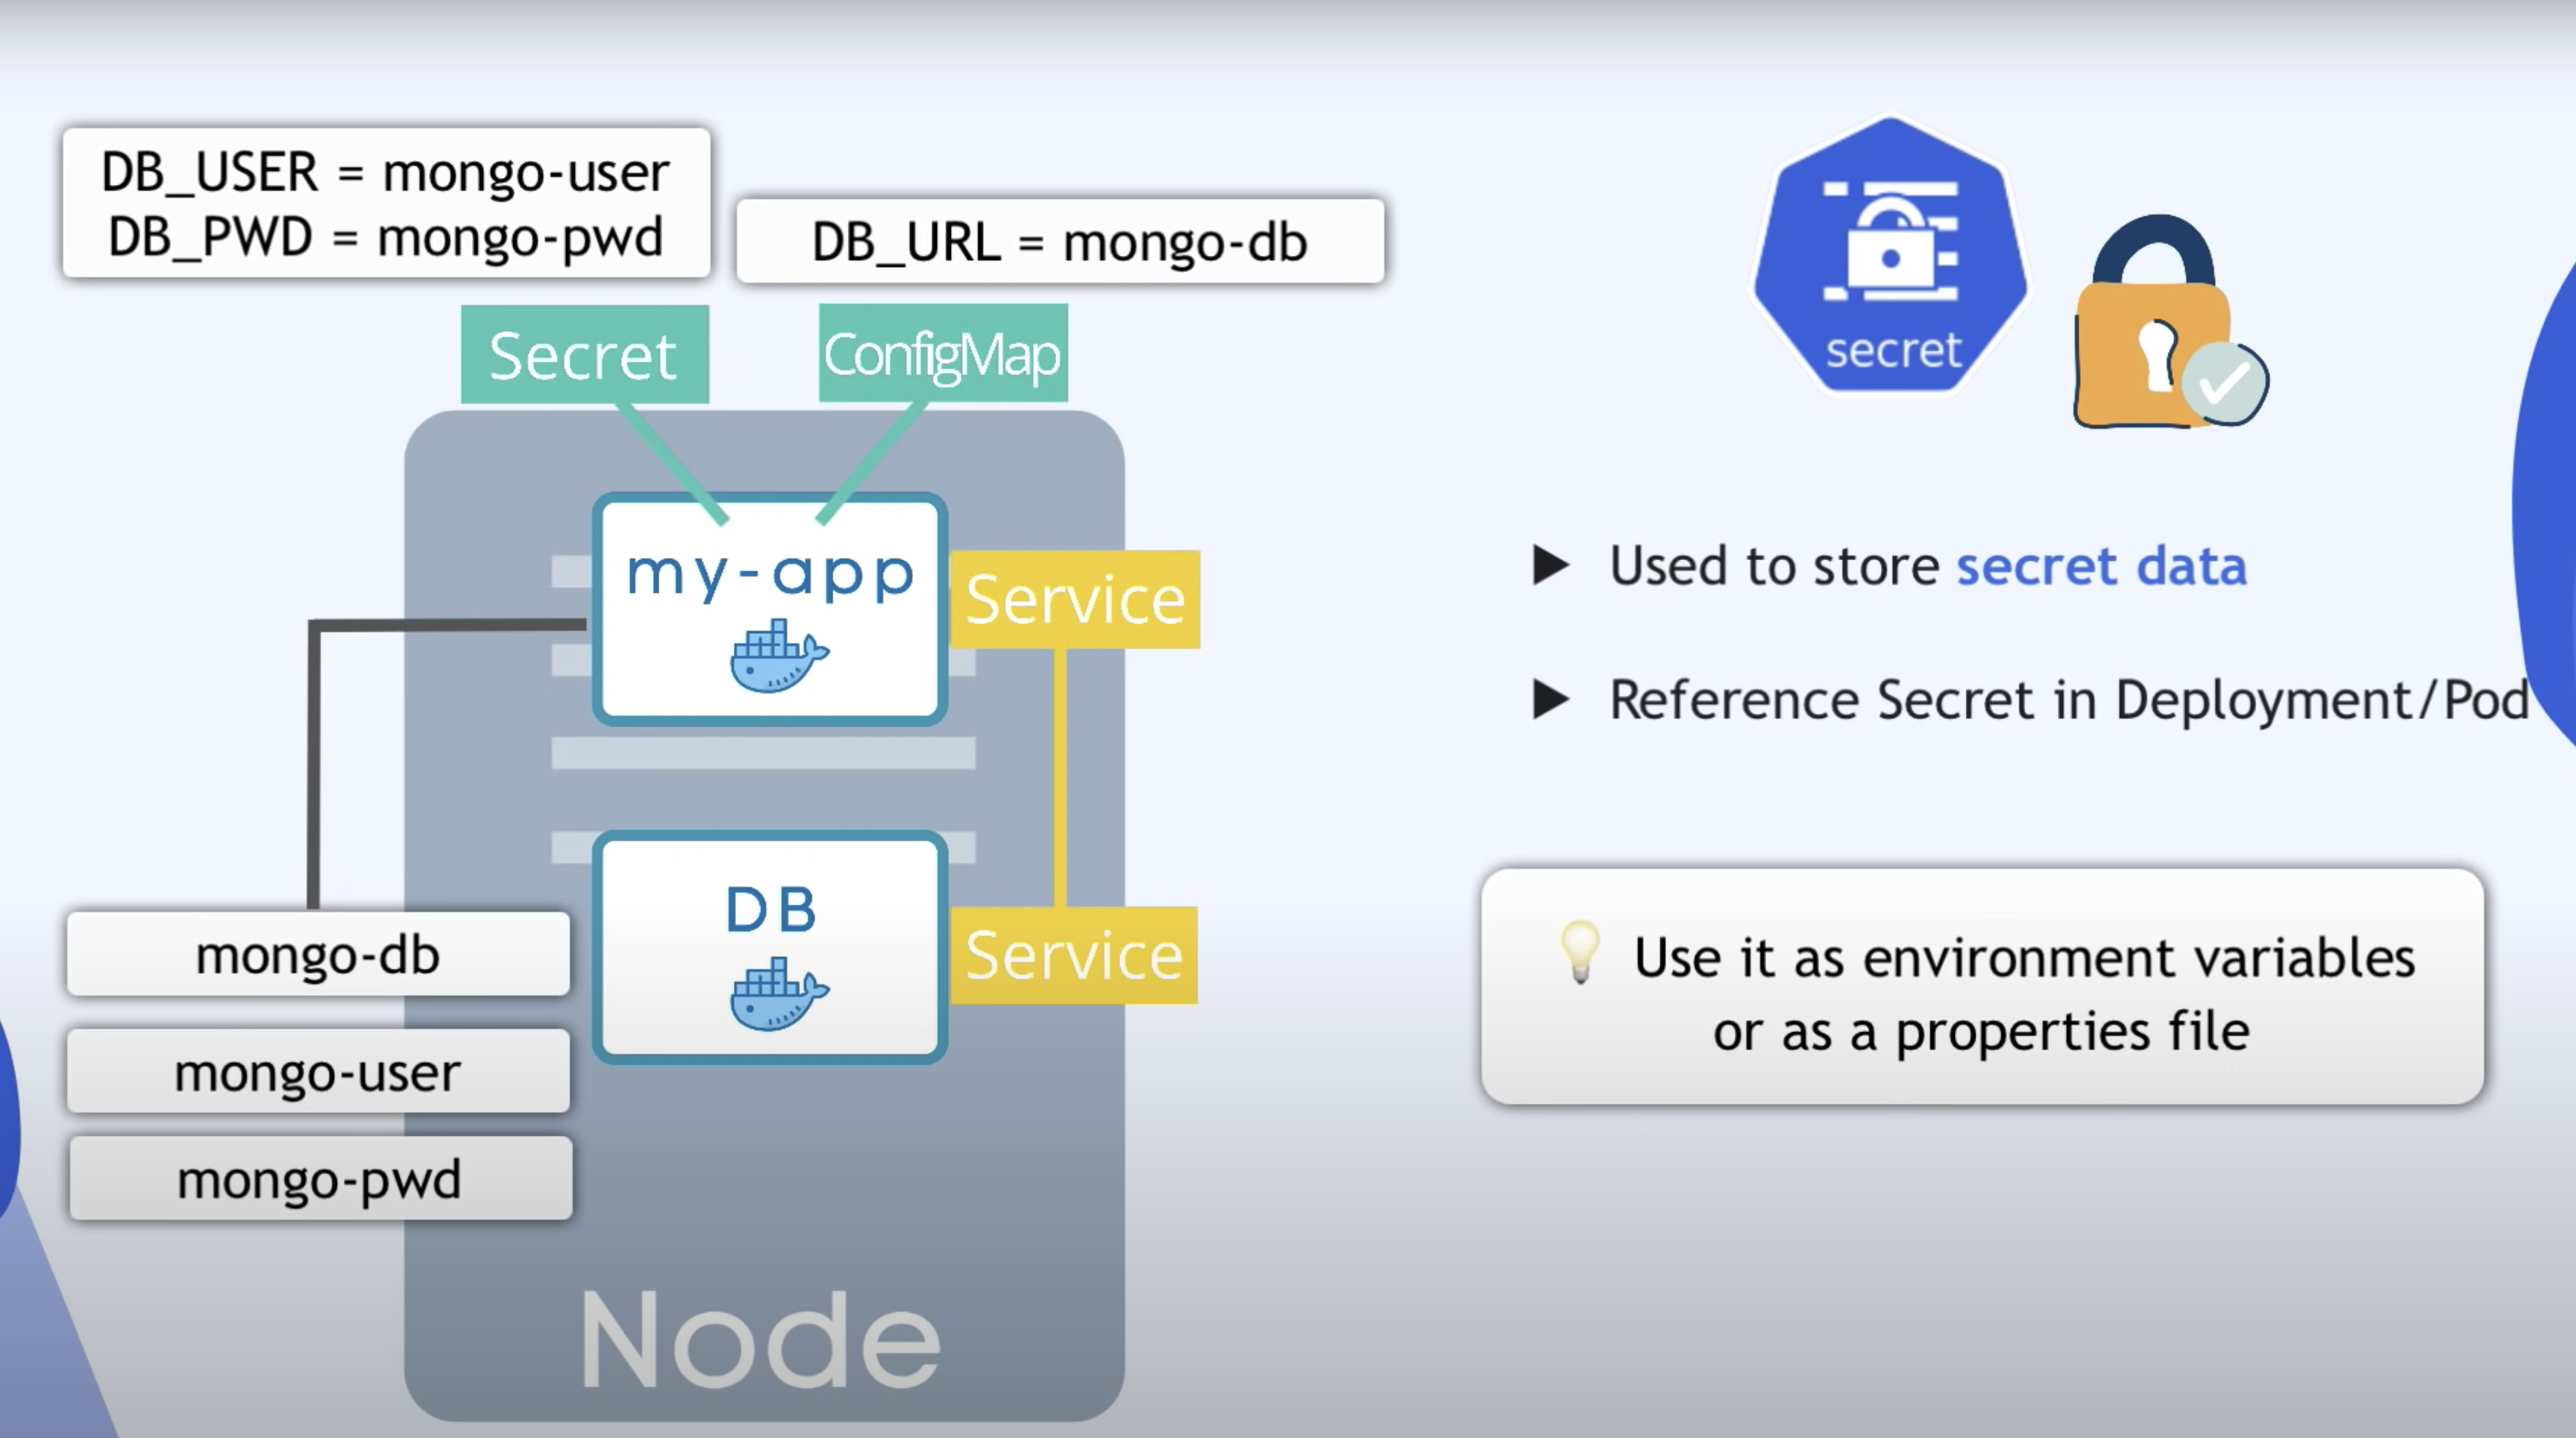 DB_USER = mongo-user
DB_PWD = mongo-pwd
DB_URL = mongo-db
Secret
ConfigMap
my-app
Service
DB
Service
mongo-db
mongo-user
mongo-pwd
Node
secret
Used to store secret data
Reference Secret in Deployment/Pod
Use it as environment variables
or as a properties file